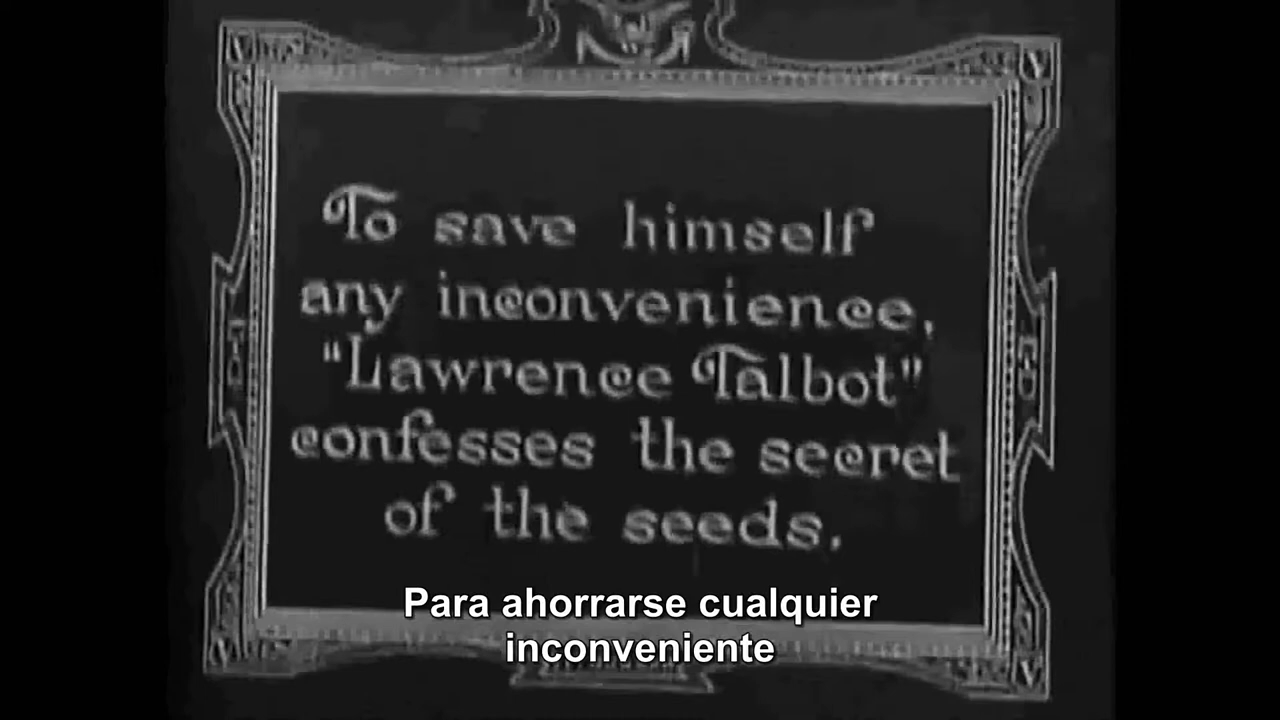 To save himself
any inconvenience,
"Lawrence Talbot"
confesses the secret
of the seeds.
Para ahorrarse cualquier
inconveniente